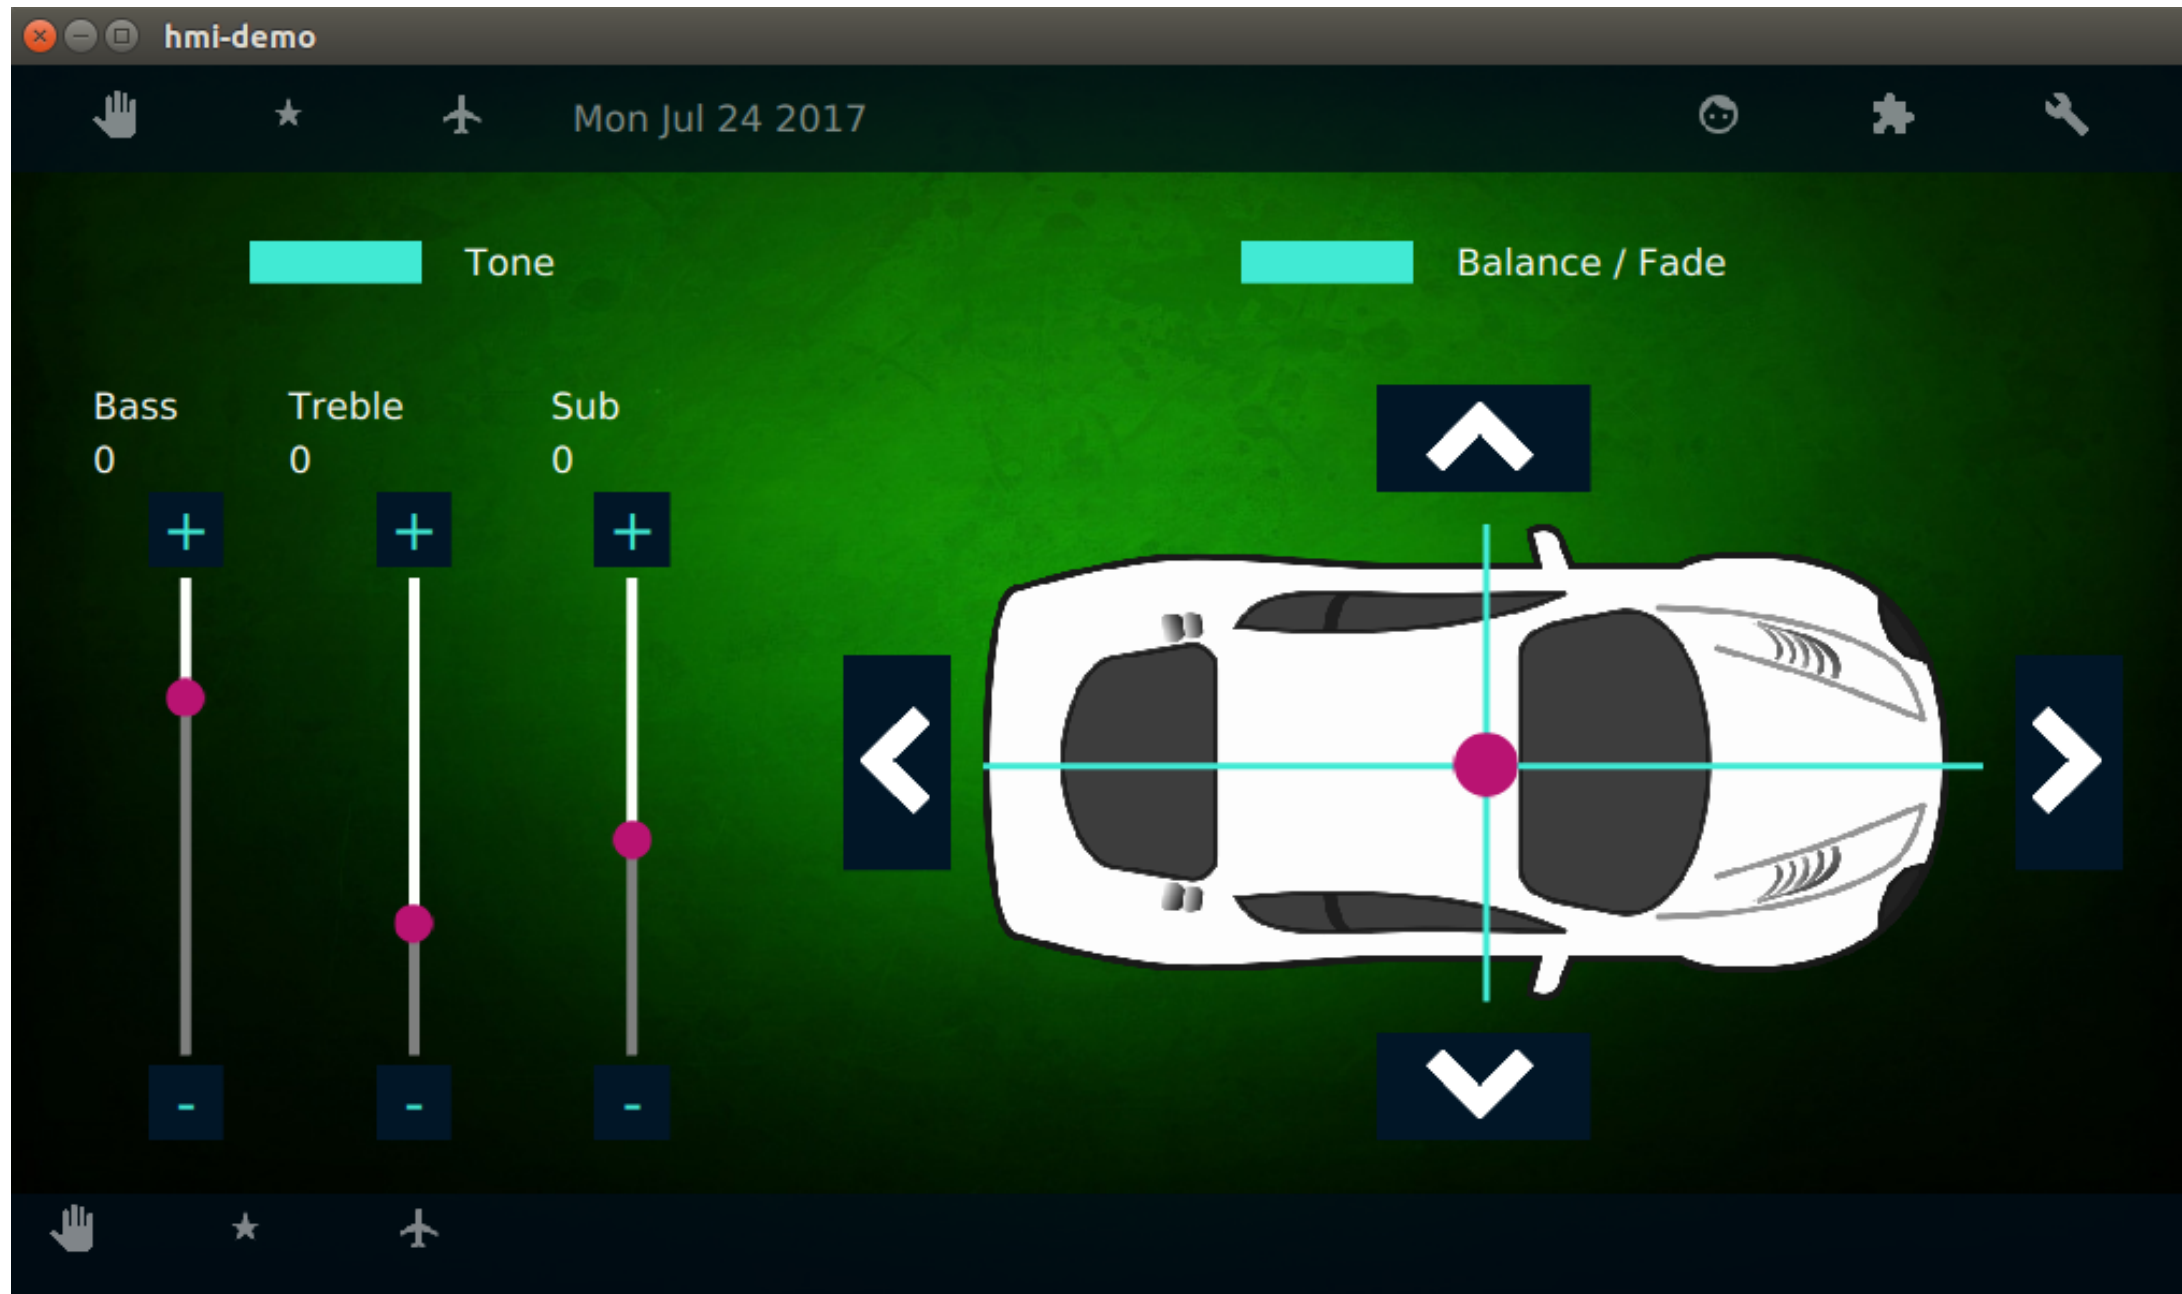 hmi-demo
Mon Jul 24 2017
Tone
Balance / Fade
Bass Treble Sub
0 0 0
+ + +
- - -